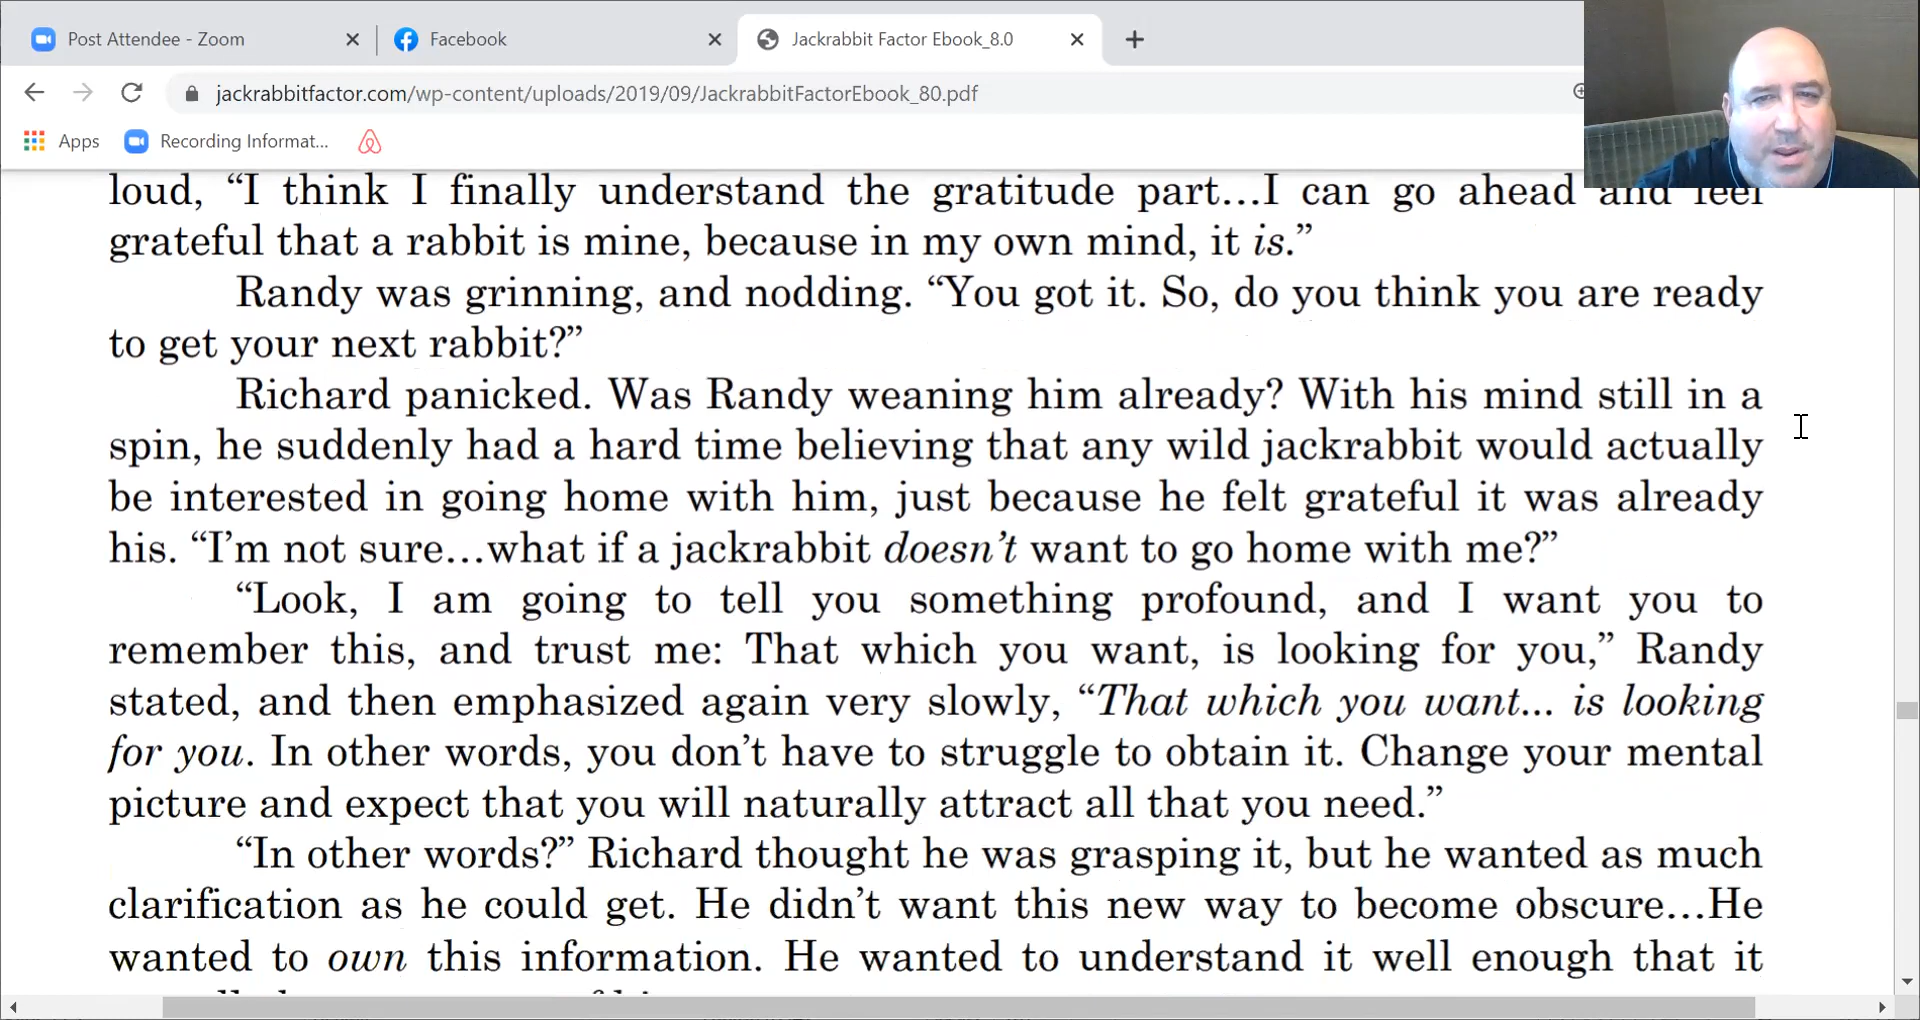 Post Attendee - Zoom
Facebook
Jackrabbit Factor Ebook_8.0
jackrabbitfactor.com/wp-content/uploads/2019/09/JackrabbitFactorEbook_80.pdf
Apps
Recording Informat...
loud, “I think I finally understand the gratitude part…I can go ahead and feel
grateful that a rabbit is mine, because in my own mind, it is.”
Randy was grinning, and nodding. “You got it. So, do you think you are ready
to get your next rabbit?”
Richard panicked. Was Randy weaning him already? With his mind still in a
spin, he suddenly had a hard time believing that any wild jackrabbit would actually
be interested in going home with him, just because he felt grateful it was already
his. “I’m not sure…what if a jackrabbit doesn’t want to go home with me?”
“Look, I am going to tell you something profound, and I want you to
remember this, and trust me: That which you want, is looking for you,” Randy
stated, and then emphasized again very slowly, “That which you want... is looking
for you. In other words, you don’t have to struggle to obtain it. Change your mental
picture and expect that you will naturally attract all that you need.”
“In other words?” Richard thought he was grasping it, but he wanted as much
clarification as he could get. He didn’t want this new way to become obscure…He
wanted to own this information. He wanted to understand it well enough that it